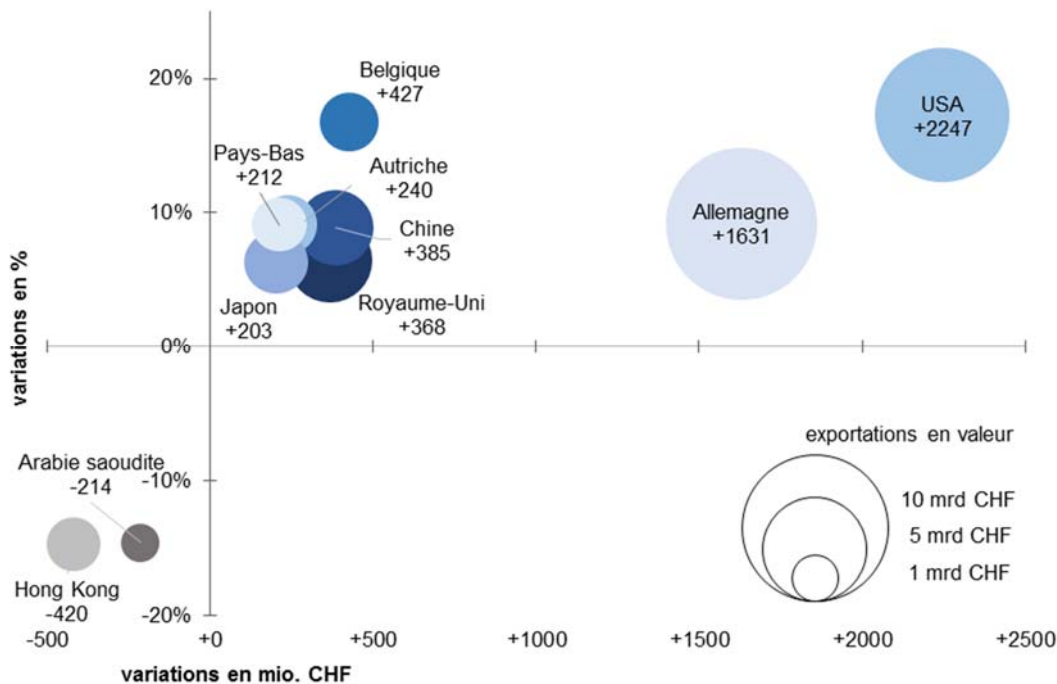 20%
10%
0%
-10%
-20%
variations en %
Belgique
+427
USA
+2247
Pays-Bas
+212
Autriche
+240
Allemagne
+1631
Chine
+385
Japon
+203
Royaume-Uni
+368
Arabie saoudite
-214
Hong Kong
-420
exportations en valeur
10 mrd CHF
5 mrd CHF
1 mrd CHF
-500
+0
+500
+1000
+1500
+2000
+2500
variations en mio. CHF